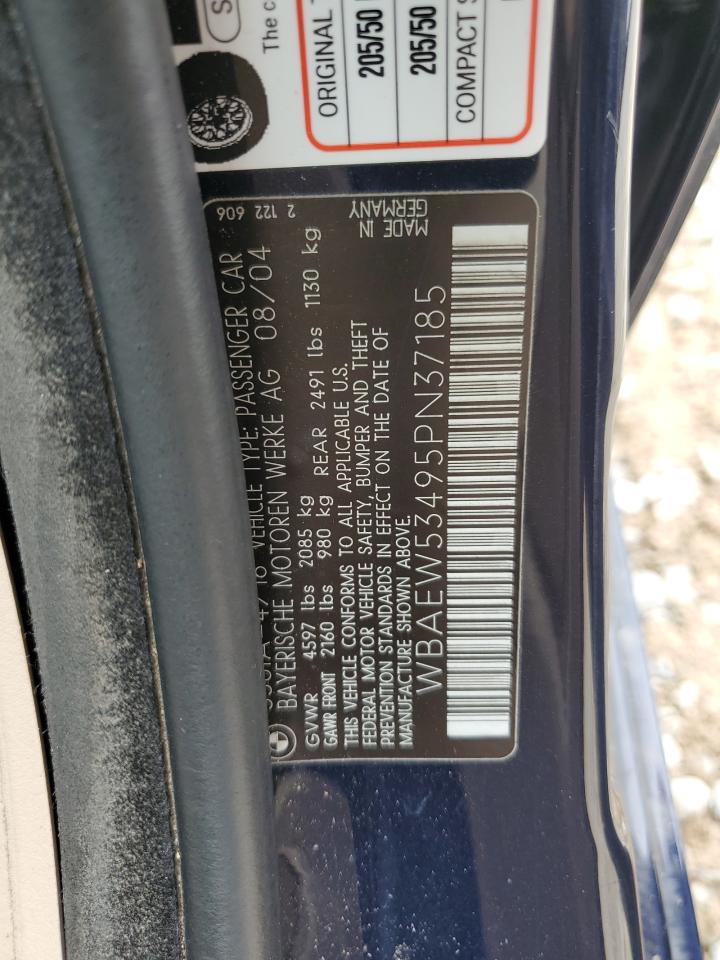 S
The c
ORIGINAL
205/50
205/50
COMPACT S
VEHICLE TYPE: PASSENGER CAR
BAYERISCHE MOTOREN WERKE AG 08/04
GVWR 4597 lbs 2085 kg
GAWR FRONT 2160 lbs 980 kg REAR 2491 lbs 1130 kg
THIS VEHICLE CONFORMS TO ALL APPLICABLE U.S.
FEDERAL MOTOR VEHICLE SAFETY, BUMPER AND THEFT
PREVENTION STANDARDS IN EFFECT ON THE DATE OF
MANUFACTURE SHOWN ABOVE.
WBAEW53495PN37185
2 122 606
MADE IN
GERMANY